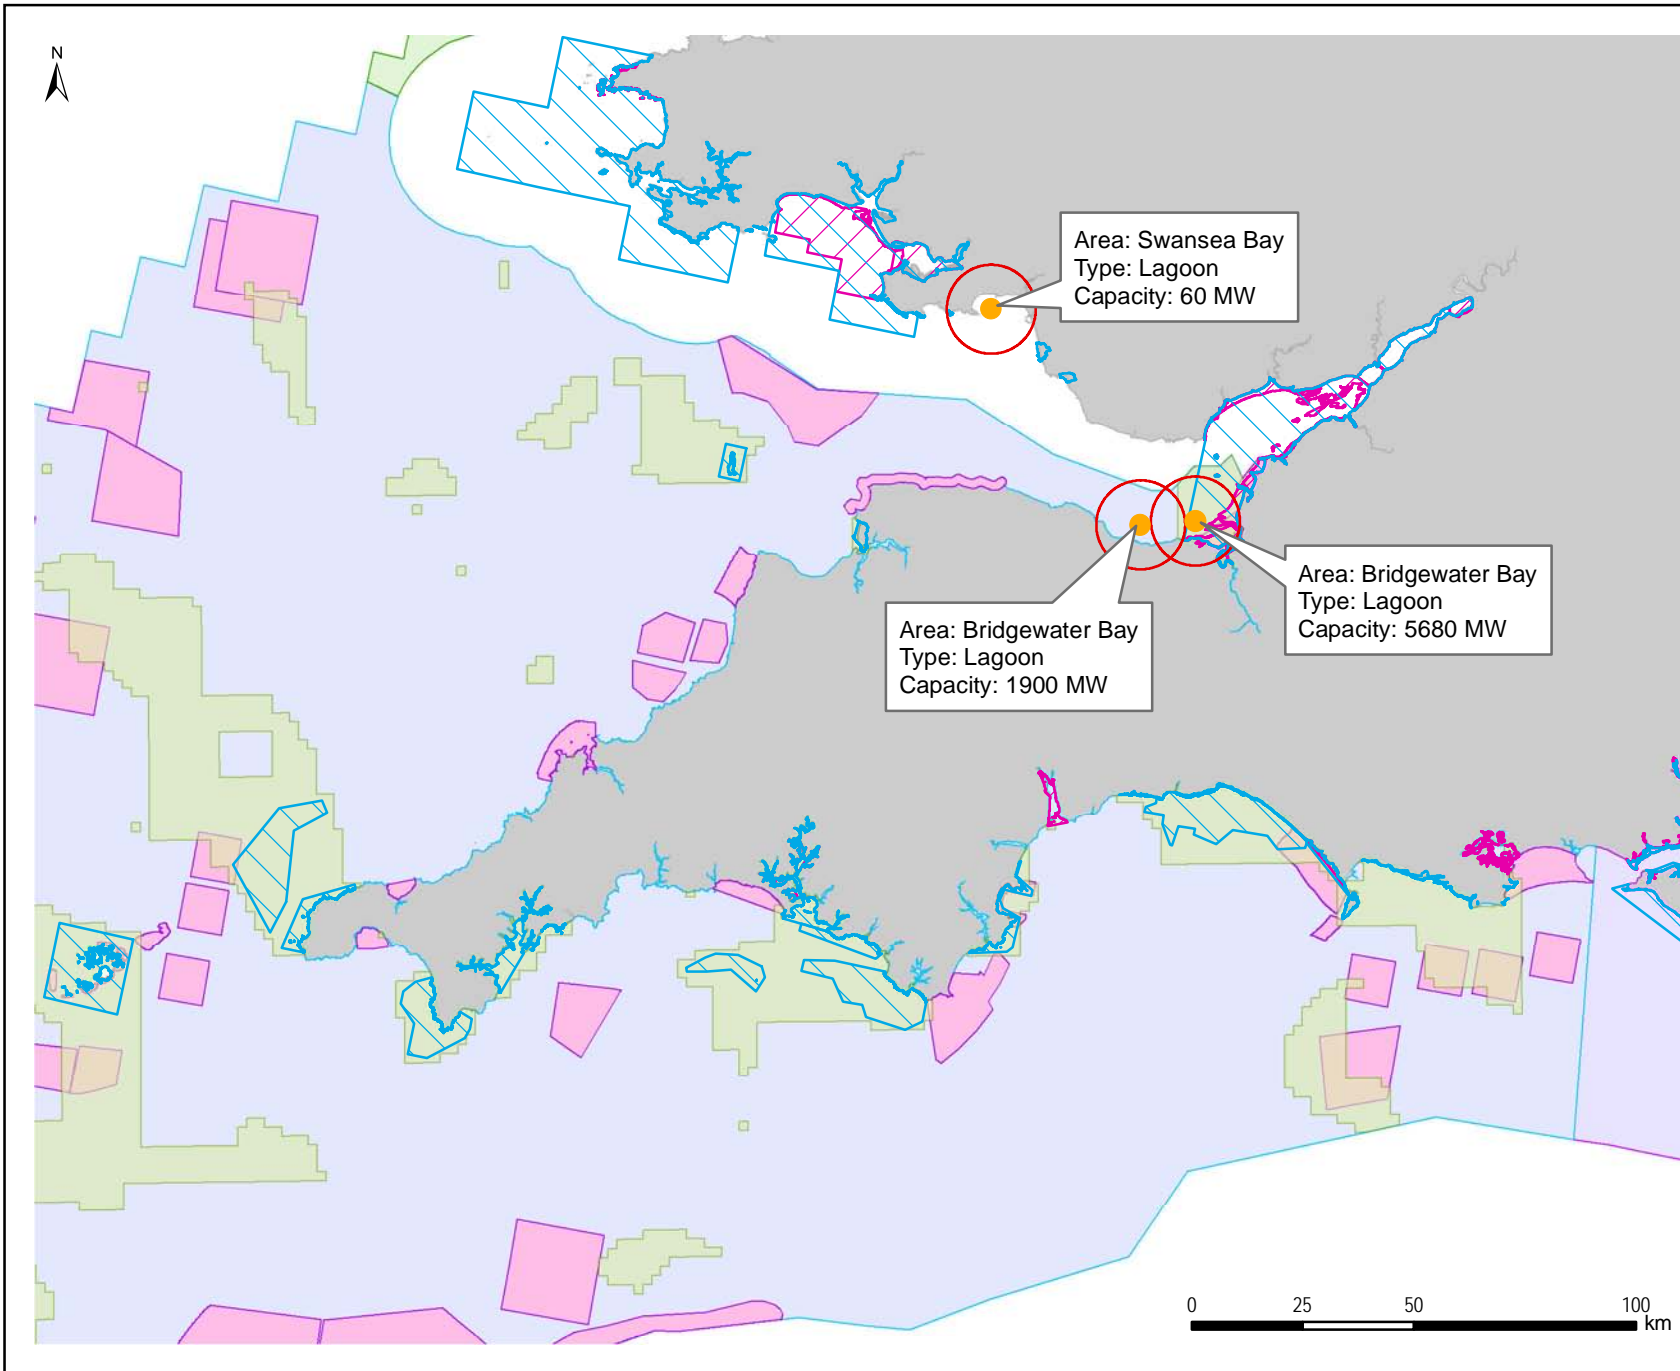 N
Area: Swansea Bay
Type: Lagoon
Capacity: 60 MW
Area: Bridgewater Bay
Type: Lagoon
Capacity: 5680 MW
Area: Bridgewater Bay
Type: Lagoon
Capacity: 1900 MW
0 25 50 100
km